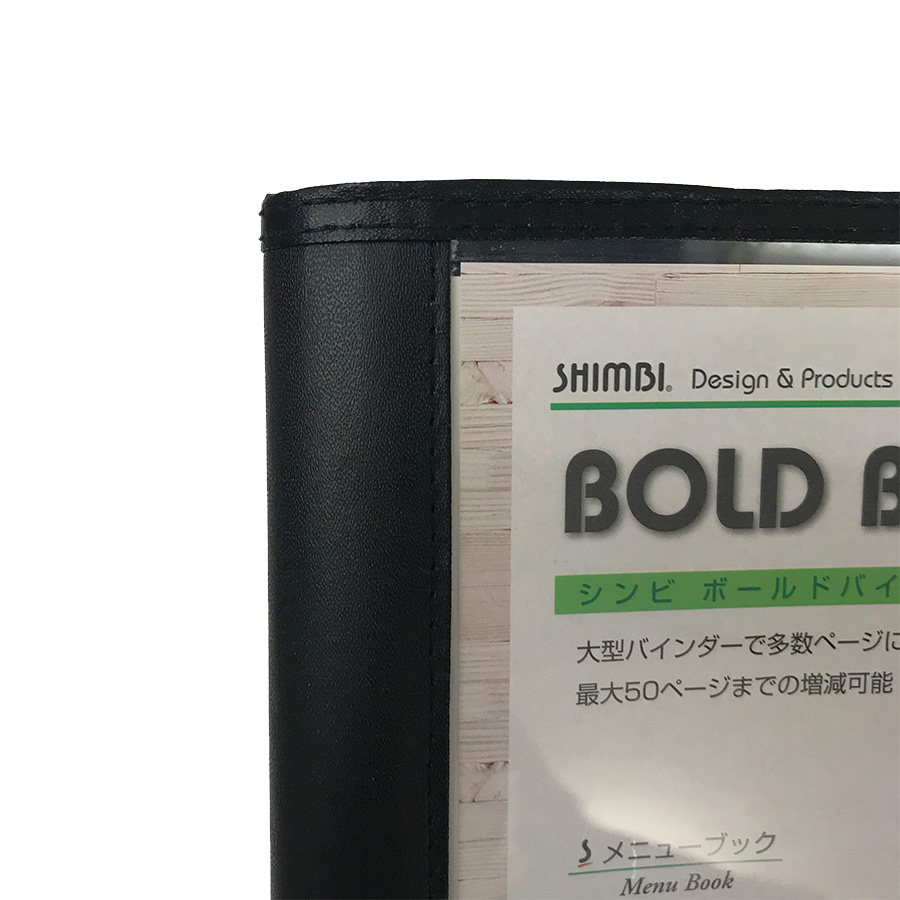 SHIMBI® Design & Products
BOLD B
シンビ ボールドバイ
大型バインダーで多数ページに
最大50ページまでの増減可能
S メニューブック
Menu Book